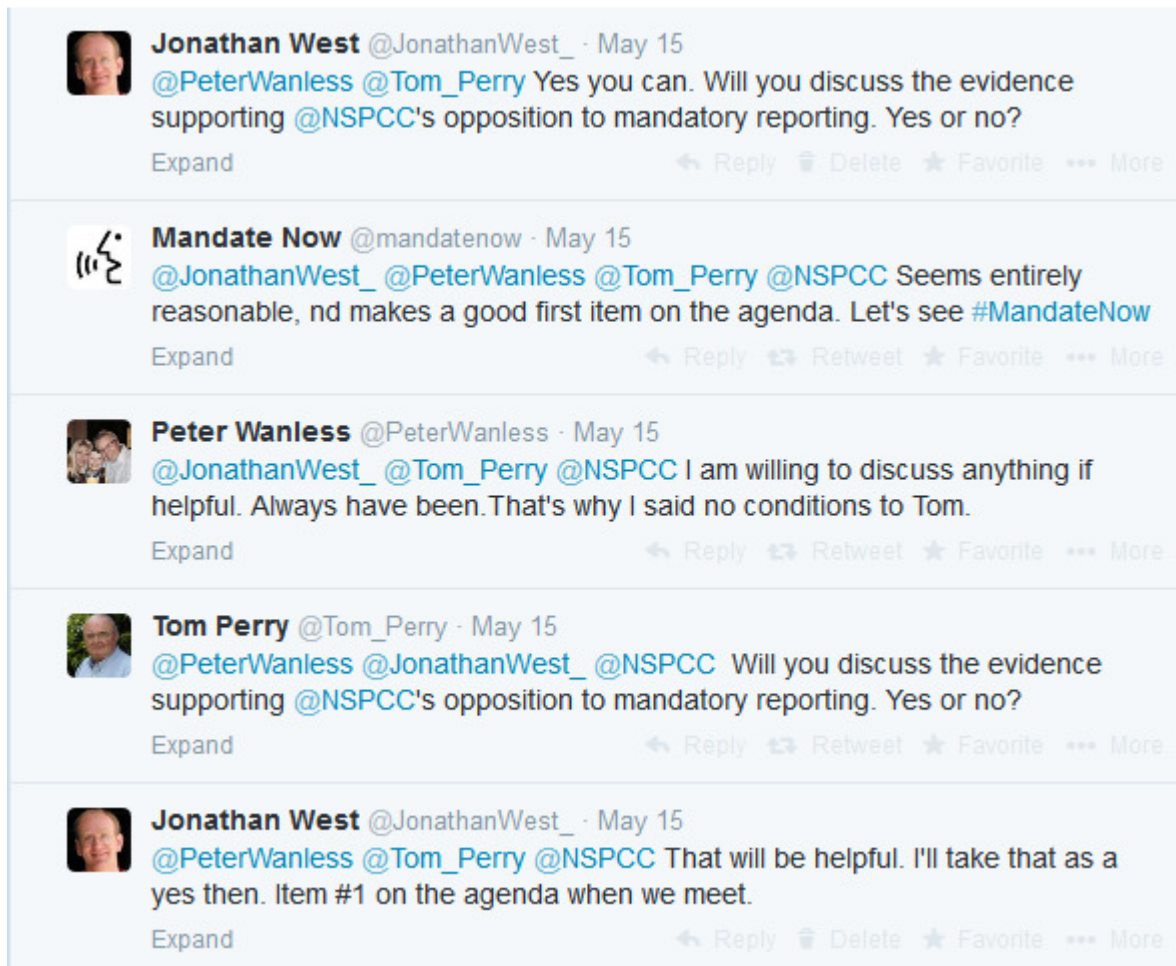 Jonathan West @JonathanWest_ · May 15
@PeterWanless @Tom_Perry Yes you can. Will you discuss the evidence
supporting @NSPCC's opposition to mandatory reporting. Yes or no?
Expand Reply Delete Favorite More
Mandate Now @mandatenow · May 15
@JonathanWest_ @PeterWanless @Tom_Perry @NSPCC Seems entirely
reasonable, nd makes a good first item on the agenda. Let's see #MandateNow
Expand Reply Retweet Favorite More
Peter Wanless @PeterWanless · May 15
@JonathanWest_ @Tom_Perry @NSPCC I am willing to discuss anything if
helpful. Always have been.That's why I said no conditions to Tom.
Expand Reply Retweet Favorite More
Tom Perry @Tom_Perry · May 15
@PeterWanless @JonathanWest_ @NSPCC Will you discuss the evidence
supporting @NSPCC's opposition to mandatory reporting. Yes or no?
Expand Reply Retweet Favorite More
Jonathan West @JonathanWest_ · May 15
@PeterWanless @Tom_Perry @NSPCC That will be helpful. I'll take that as a
yes then. Item #1 on the agenda when we meet.
Expand Reply Delete Favorite More